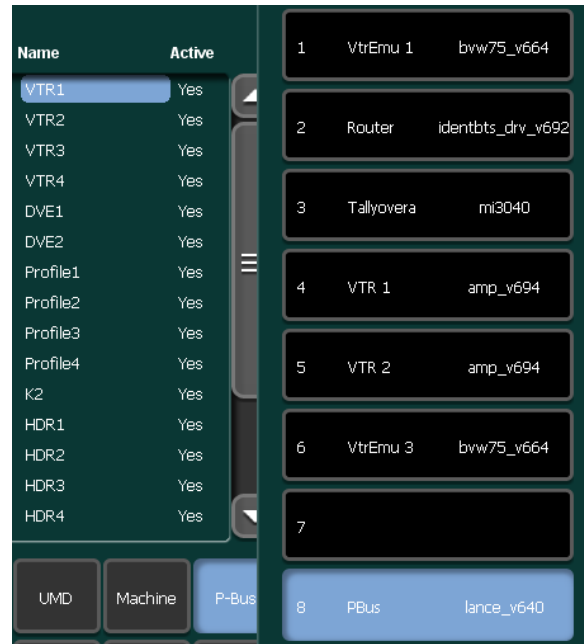 Name Active
VTR1 Yes
VTR2 Yes
VTR3 Yes
VTR4 Yes
DVE1 Yes
DVE2 Yes
Profile1 Yes
Profile2 Yes
Profile3 Yes
Profile4 Yes
K2 Yes
HDR1 Yes
HDR2 Yes
HDR3 Yes
HDR4 Yes
UMD Machine P-Bus
1 VtrEmu 1 bvw75_v664
2 Router identbts_drv_v692
3 Tallyovera mi3040
4 VTR 1 amp_v694
5 VTR 2 amp_v694
6 VtrEmu 3 bvw75_v664
7
8 PBus lance_v640